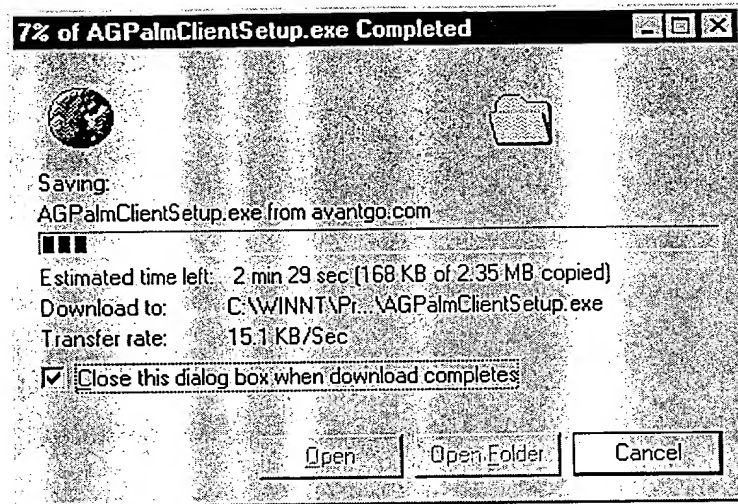 7% of AGPalmClientSetup.exe Completed
Saving:
AGPalmClientSetup.exe from avantgo.com
Estimated time left: 2 min 29 sec (168 KB of 2.35 MB copied)
Download to: C:\WINNT\Pr...\AGPalmClientSetup.exe
Transfer rate: 15.1 KB/Sec
Close this dialog box when download completes
Open Open Folder Cancel